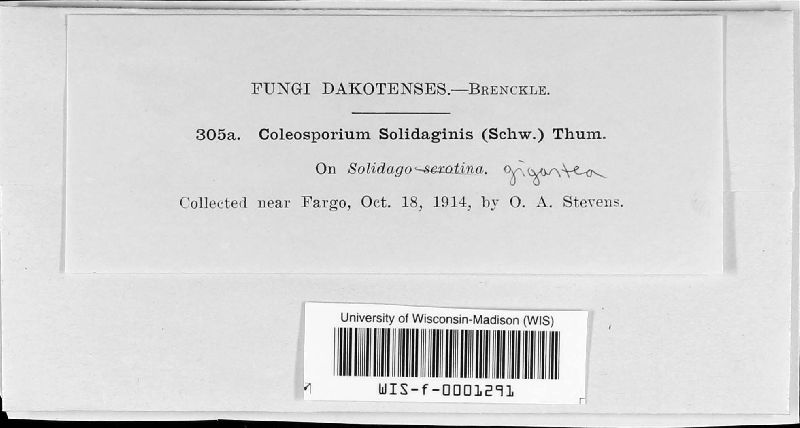 FUNGI DAKOTENSES.—BRENCKLE.
305a. Coleosporium Solidaginis (Schw.) Thum.
On Solidago serotina. gigantea
Collected near Fargo, Oct. 18, 1914, by O. A. Stevens.
University of Wisconsin-Madison (WIS)
WIS-f-0001291